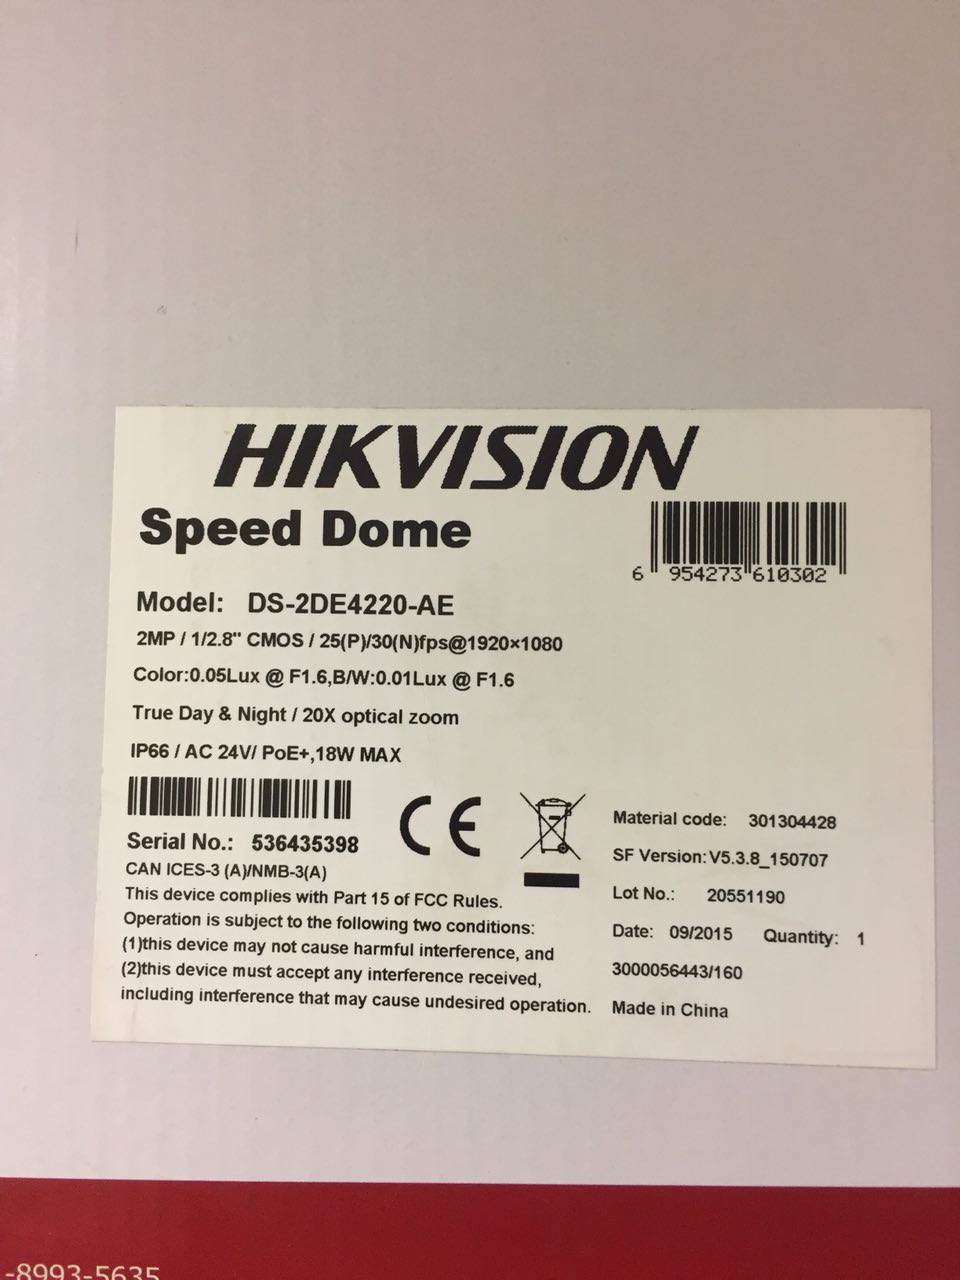 HIKVISION
Speed Dome
6 954273 610302
Model: DS-2DE4220-AE
2MP / 1/2.8" CMOS / 25(P)/30(N)fps@1920×1080
Color:0.05Lux @ F1.6,B/W:0.01Lux @ F1.6
True Day & Night / 20X optical zoom
IP66 / AC 24V/ PoE+,18W MAX
Serial No.: 536435398
CAN ICES-3 (A)/NMB-3(A)
This device complies with Part 15 of FCC Rules.
Operation is subject to the following two conditions:
(1)this device may not cause harmful interference, and
(2)this device must accept any interference received,
including interference that may cause undesired operation.
CE
Material code: 301304428
SF Version:V5.3.8_150707
Lot No.: 20551190
Date: 09/2015 Quantity: 1
3000056443/160
Made in China
-8993-5635